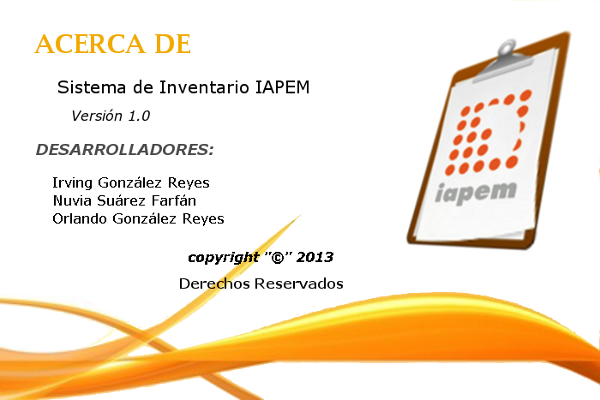 ACERCA DE
Sistema de Inventario IAPEM
Versión 1.0
DESARROLLADORES:
Irving González Reyes
Nuvia Suárez Farfán
Orlando González Reyes
iapem
copyright "©" 2013
Derechos Reservados